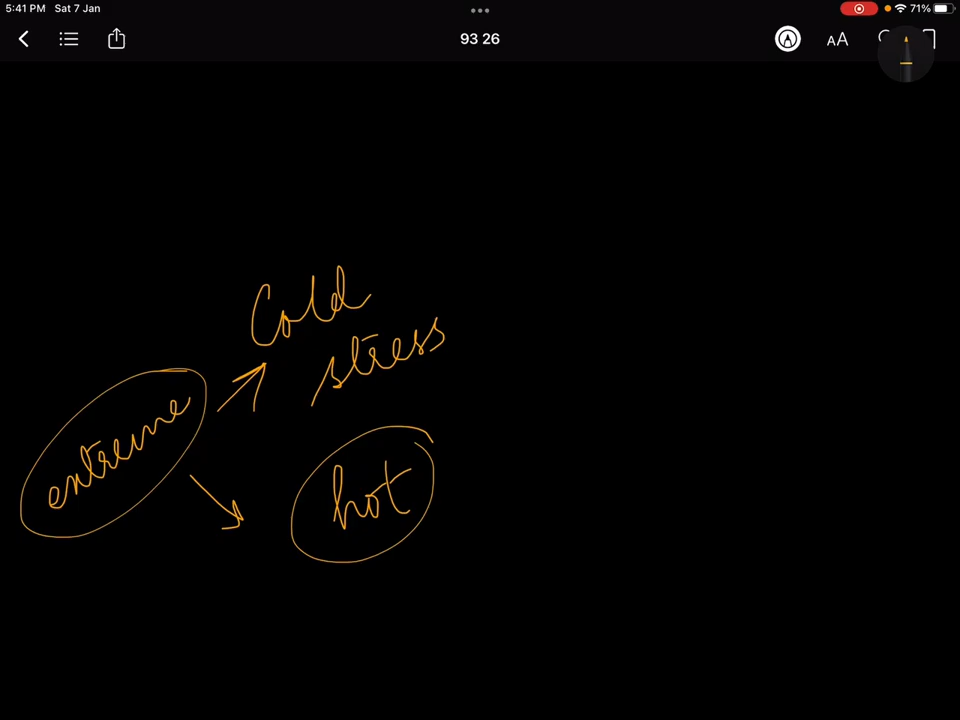 5:41 PM Sat 7 Jan
71%
93 26
AA
Cold
stress
extreme
hot